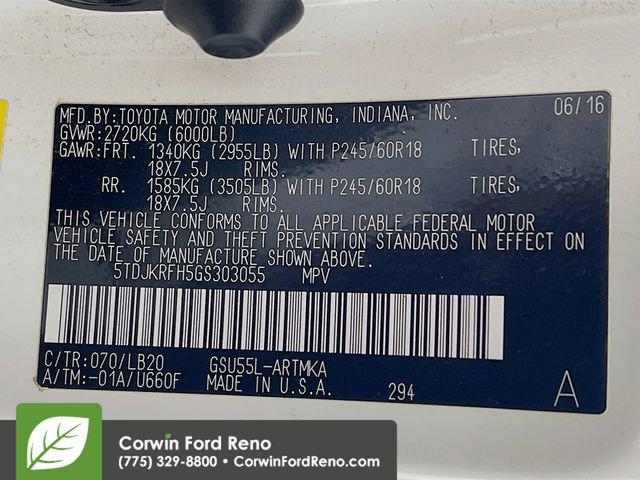 MFD.BY:TOYOTA MOTOR MANUFACTURING, INDIANA, INC. 06/16
GVWR:2720KG (6000LB)
GAWR:FRT. 1340KG (2955LB) WITH P245/60R18 TIRES,
18X7.5J RIMS.
RR. 1585KG (3505LB) WITH P245/60R18 TIRES,
18X7.5J RIMS.
THIS VEHICLE CONFORMS TO ALL APPLICABLE FEDERAL MOTOR
VEHICLE SAFETY AND THEFT PREVENTION STANDARDS IN EFFECT ON
THE DATE OF MANUFACTURE SHOWN ABOVE.
5TDJKRFH5GS303055 MPV
C/TR:070/LB20 GSU55L-ARTMKA
A/TM:-01A/U660F MADE IN U.S.A. 294 A
Corwin Ford Reno
(775) 329-8800 • CorwinFordReno.com